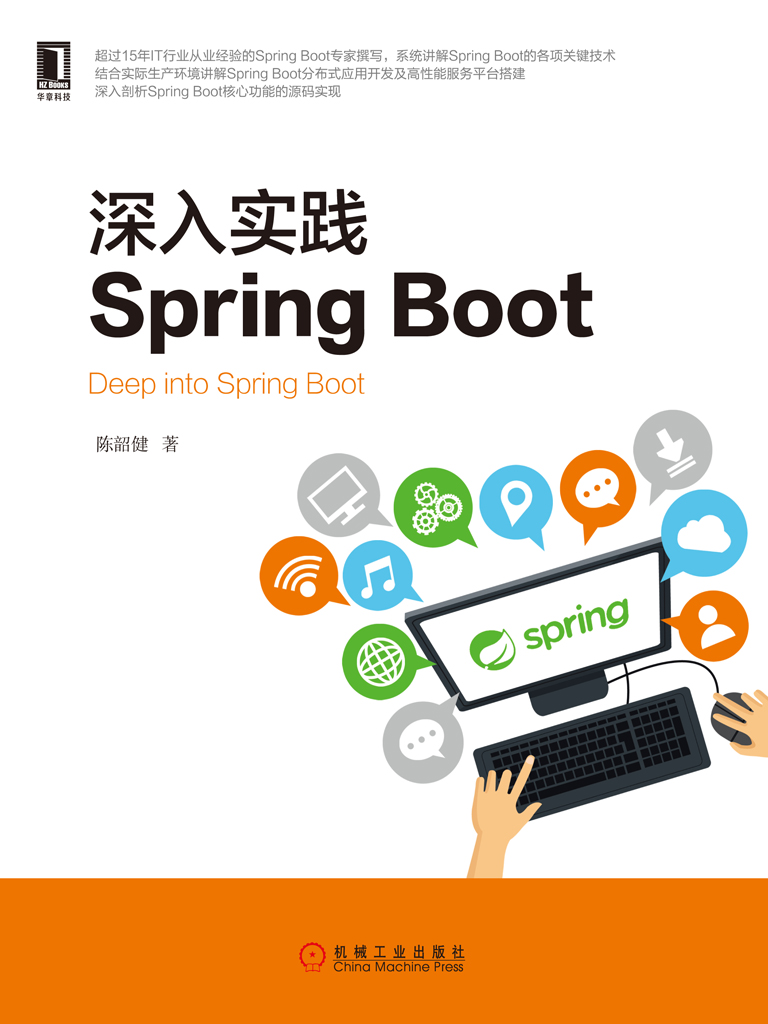 超过15年IT行业从业经验的Spring Boot专家撰写，系统讲解Spring Boot的各项关键技术
结合实际生产环境讲解Spring Boot分布式应用开发及高性能服务平台搭建
深入剖析Spring Boot核心功能的源码实现
HZ Books
华章科技
深入实践
Spring Boot
Deep into Spring Boot
陈韶健 著
spring
机械工业出版社
China Machine Press